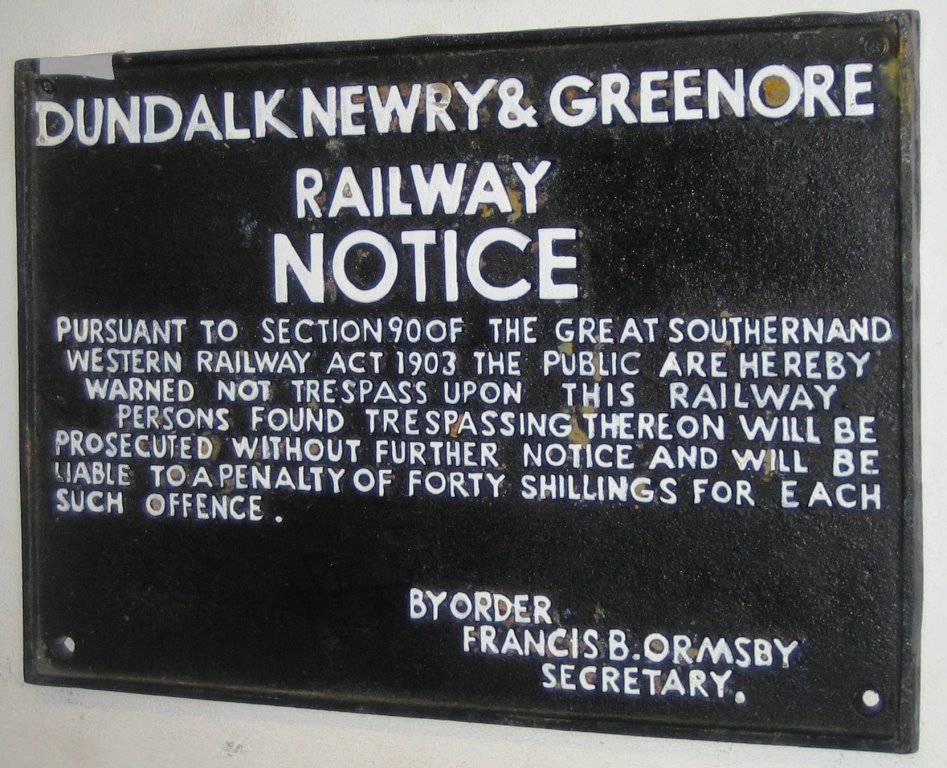 DUNDALK NEWRY & GREENORE
RAILWAY
NOTICE
PURSUANT TO SECTION 90 OF THE GREAT SOUTHERN AND
WESTERN RAILWAY ACT 1903 THE PUBLIC ARE HEREBY
WARNED NOT TRESPASS UPON THIS RAILWAY
PERSONS FOUND TRESPASSING THEREON WILL BE
PROSECUTED WITHOUT FURTHER NOTICE AND WILL BE
LIABLE TO A PENALTY OF FORTY SHILLINGS FOR EACH
SUCH OFFENCE.
BY ORDER
FRANCIS B. ORMSBY
SECRETARY.